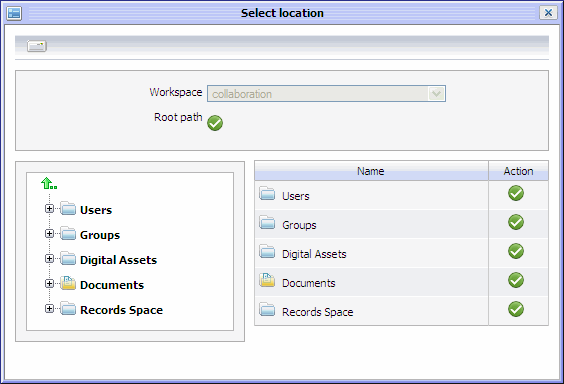 Select location
Workspace collaboration
Root path
Users
Groups
Digital Assets
Documents
Records Space
Name Action
Users
Groups
Digital Assets
Documents
Records Space